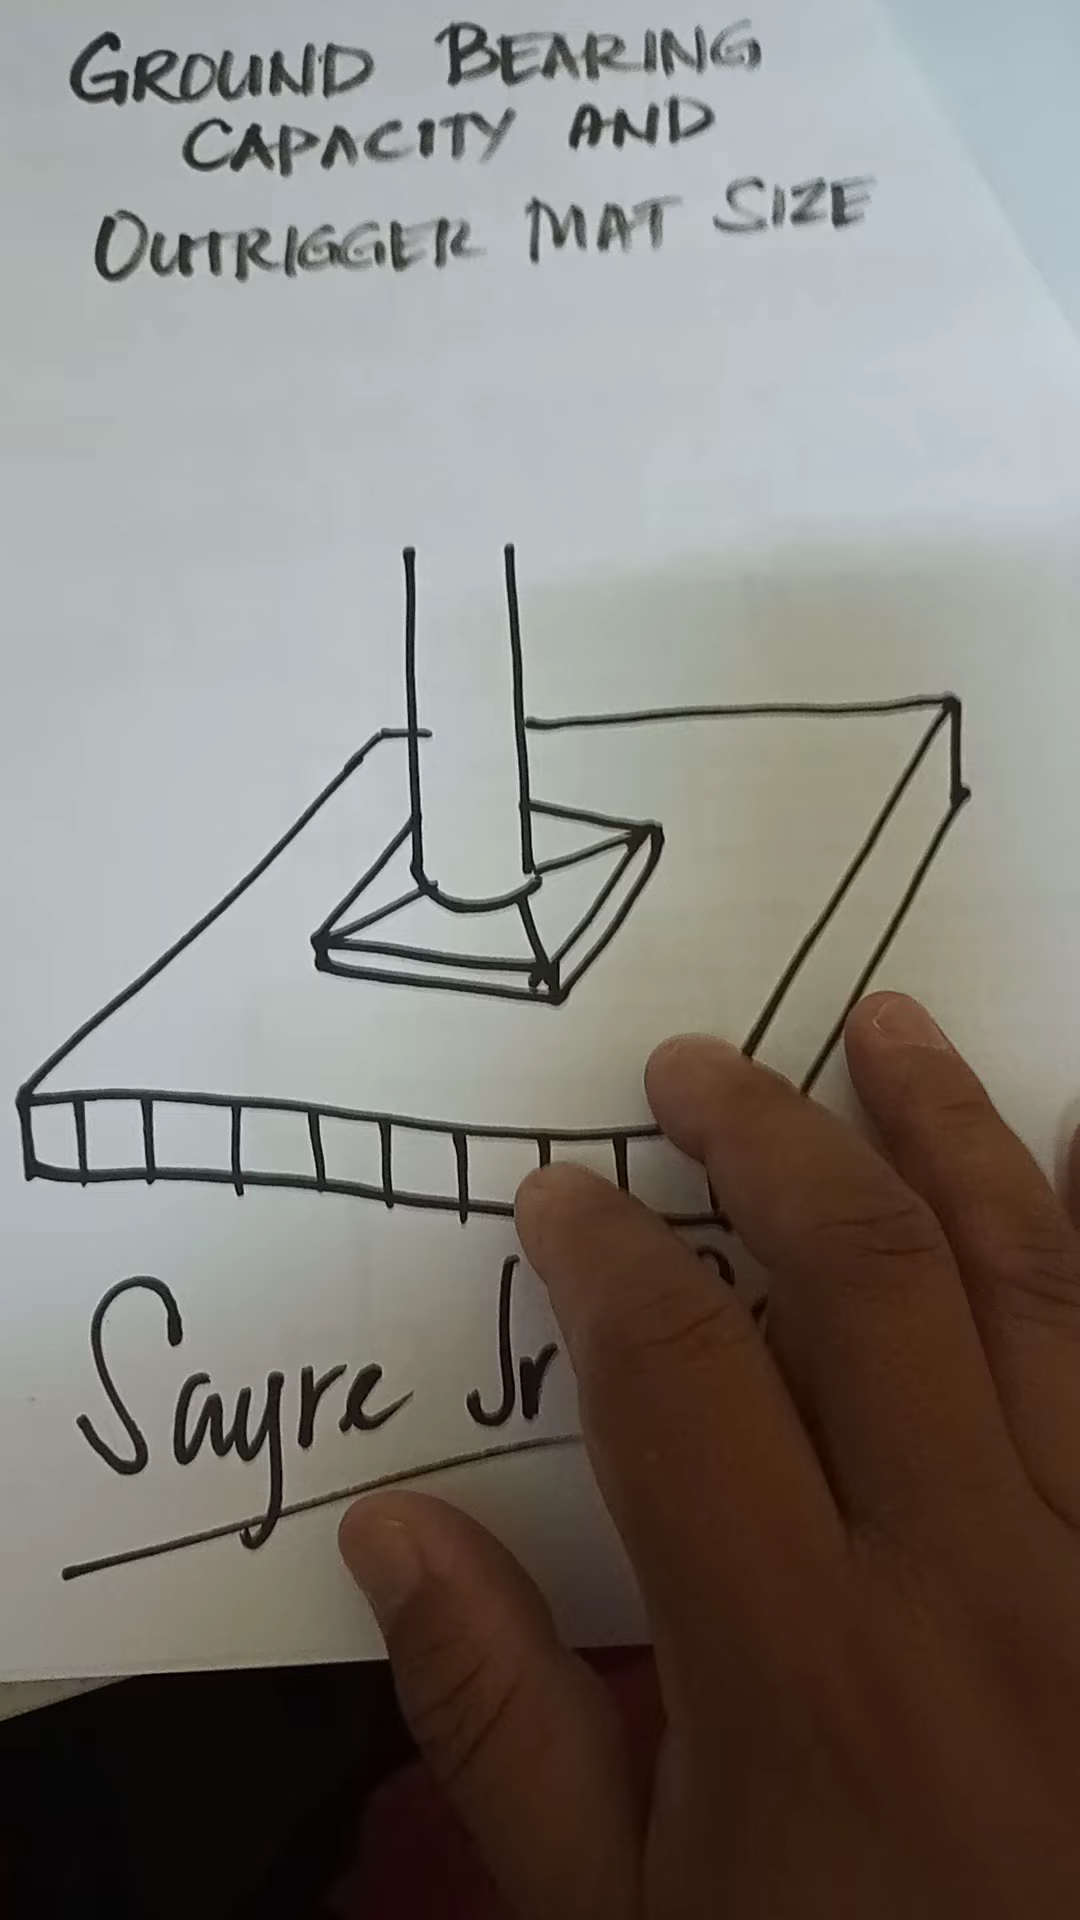 GROUND BEARING
CAPACITY AND
OUTRIGGER MAT SIZE
Sayre Jr